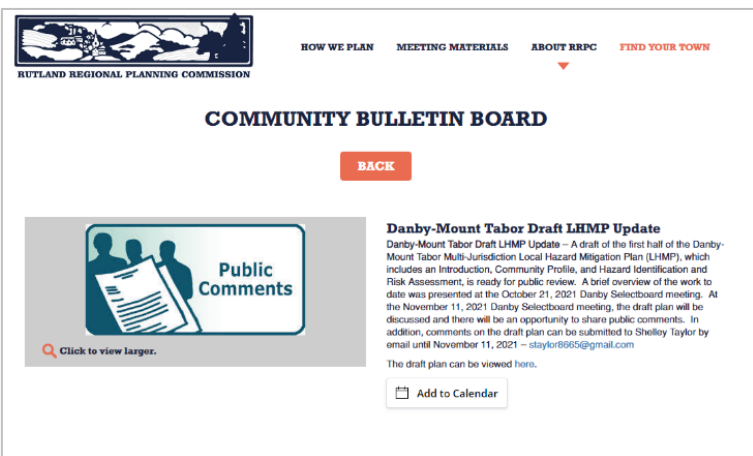 HOW WE PLAN MEETING MATERIALS ABOUT RRPC FIND YOUR TOWN
RUTLAND REGIONAL PLANNING COMMISSION
COMMUNITY BULLETIN BOARD
BACK
Public
Comments
Click to view larger.
Danby-Mount Tabor Draft LHMP Update
Danby-Mount Tabor Draft LHMP Update – A draft of the first half of the Danby-
Mount Tabor Multi-Jurisdiction Local Hazard Mitigation Plan (LHMP), which
includes an Introduction, Community Profile, and Hazard Identification and
Risk Assessment, is ready for public review. A brief overview of the work to
date was presented at the October 21, 2021 Danby Selectboard meeting. At
the November 11, 2021 Danby Selectboard meeting, the draft plan will be
discussed and there will be an opportunity to share public comments. In
addition, comments on the draft plan can be submitted to Shelley Taylor by
email until November 11, 2021 – staylor8665@gmail.com
The draft plan can be viewed here.
Add to Calendar